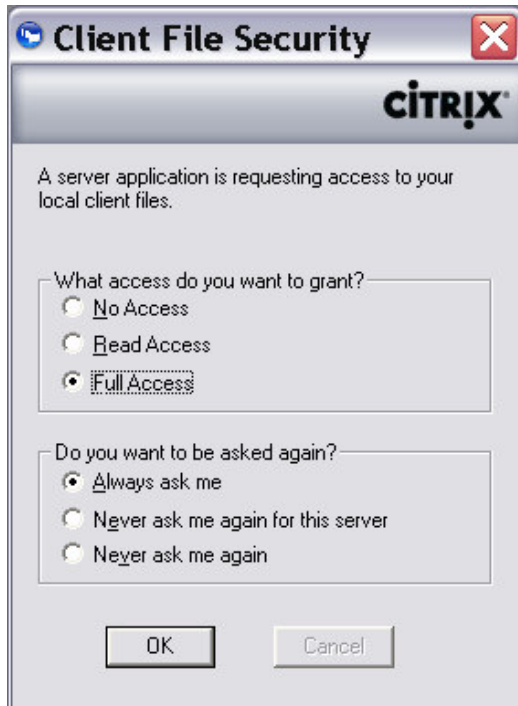 Client File Security
CİTRIX
A server application is requesting access to your
local client files.
What access do you want to grant?
No Access
Read Access
Full Access
Do you want to be asked again?
Always ask me
Never ask me again for this server
Never ask me again
OK
Cancel